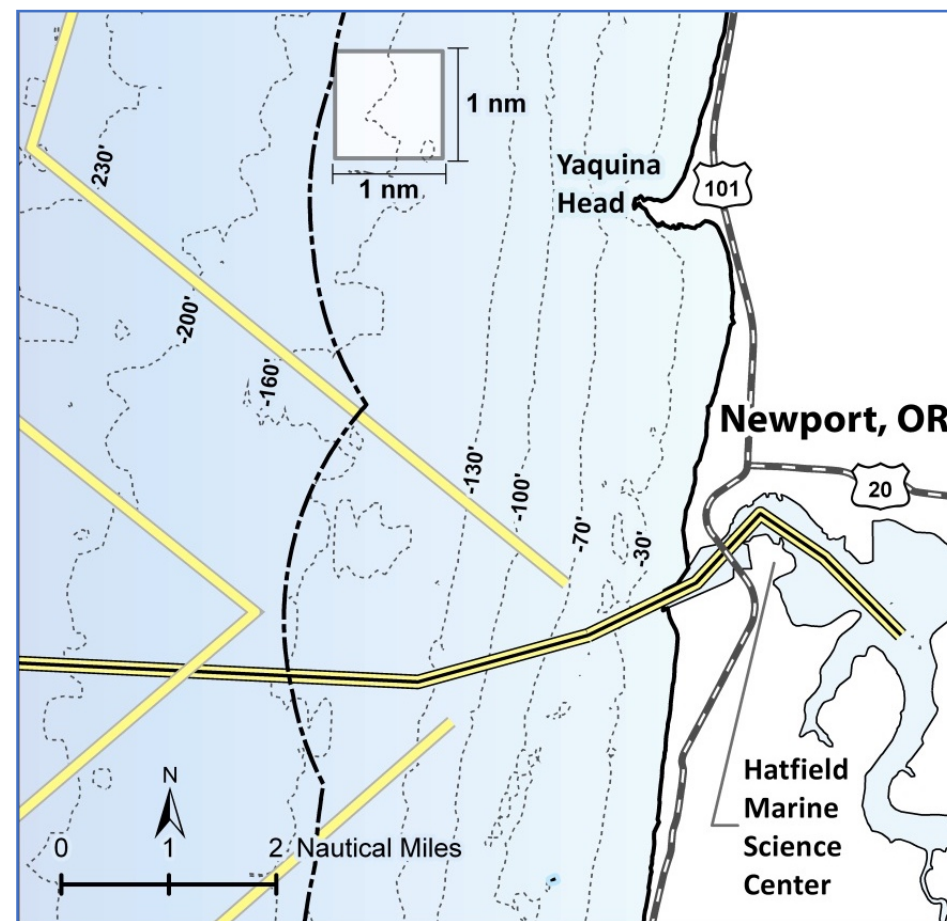 1 nm
1 nm
Yaquina
Head
101
230'
-200'
-160'
-130'
-100'
-70'
-30'
Newport, OR
20
Hatfield
Marine
Science
Center
N
0 1 2 Nautical Miles